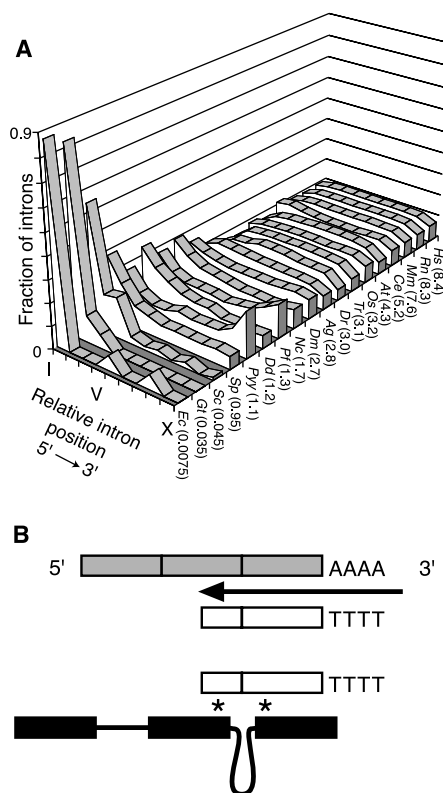 A
0.9
Fraction of introns
0
I
V
X
Relative intron
position
5' → 3'
Ec (0.0075)
Gt (0.035)
Sc (0.045)
Sp (0.95)
Pyy (1.1)
Dd (1.2)
Pf (1.3)
Nc (1.7)
Dm (2.7)
Ag (2.8)
Dr (3.0)
Tr (3.1)
Os (3.2)
At (4.3)
Ce (5.2)
Mm (7.6)
Rn (8.3)
Hs (8.4)
B
5' AAAA 3'
TTTT
TTTT
* *